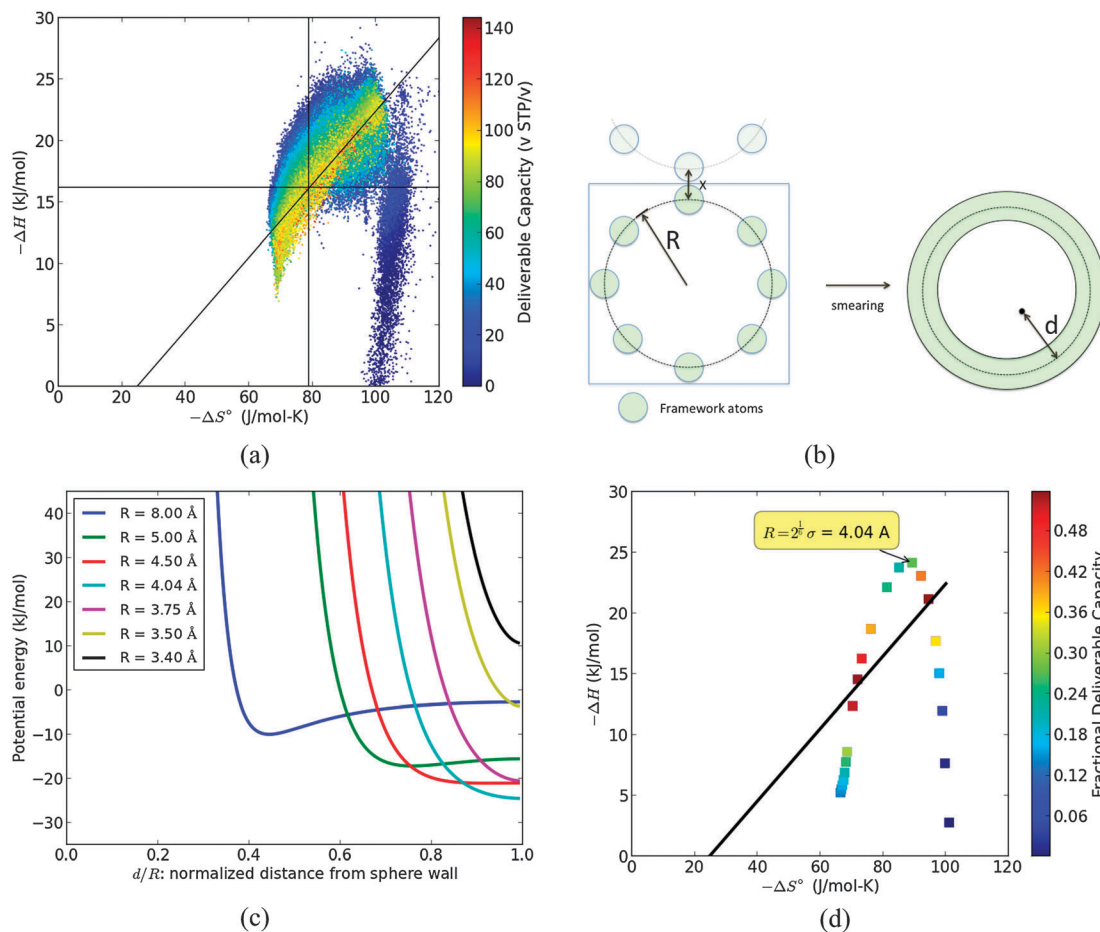 30
25
20
15
10
5
0
−ΔH (kJ/mol)
0 20 40 60 80 100 120
−ΔS° (J/mol-K)
140
120
100
80
60
40
20
0
Deliverable Capacity (v STP/v)
(a)
x
R
smearing
d
Framework atoms
(b)
40
30
20
10
0
−10
−20
−30
Potential energy (kJ/mol)
R = 8.00 Å
R = 5.00 Å
R = 4.50 Å
R = 4.04 Å
R = 3.75 Å
R = 3.50 Å
R = 3.40 Å
0.0 0.2 0.4 0.6 0.8 1.0
d/R: normalized distance from sphere wall
(c)
30
25
20
15
10
5
0
−ΔH (kJ/mol)
R = 2^{1/6} σ = 4.04 A
0 20 40 60 80 100 120
−ΔS° (J/mol-K)
0.48
0.36
0.24
0.18
0.12
0.06
Fractional Deliverable Capacity
(d)